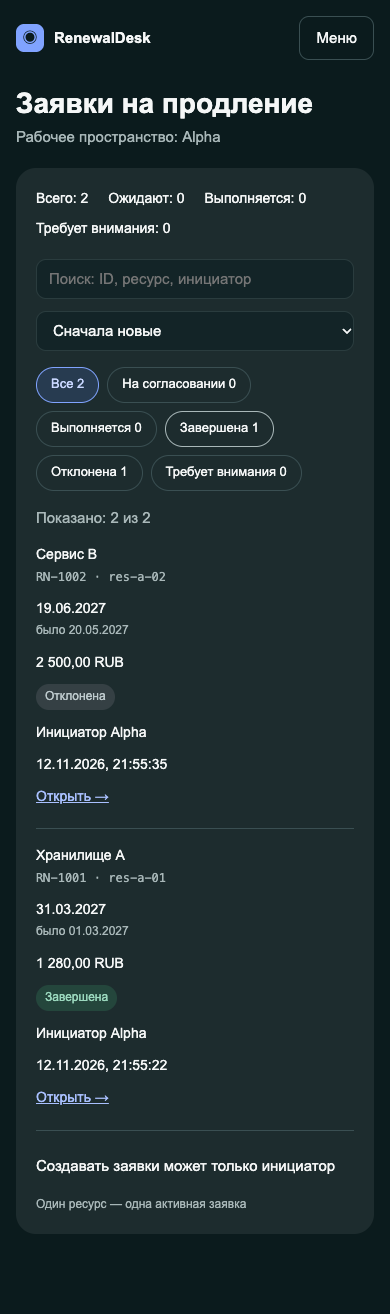 RenewalDesk
Меню
Заявки на продление
Рабочее пространство: Alpha
Всего: 2 Ожидают: 0 Выполняется: 0
Требует внимания: 0
Поиск: ID, ресурс, инициатор
Сначала новые
Все 2 На согласовании 0
Выполняется 0 Завершена 1
Отклонена 1 Требует внимания 0
Показано: 2 из 2
Сервис B
RN-1002 · res-a-02
19.06.2027
было 20.05.2027
2 500,00 RUB
Отклонена
Инициатор Alpha
12.11.2026, 21:55:35
Открыть →
Хранилище A
RN-1001 · res-a-01
31.03.2027
было 01.03.2027
1 280,00 RUB
Завершена
Инициатор Alpha
12.11.2026, 21:55:22
Открыть →
Создавать заявки может только инициатор
Один ресурс — одна активная заявка